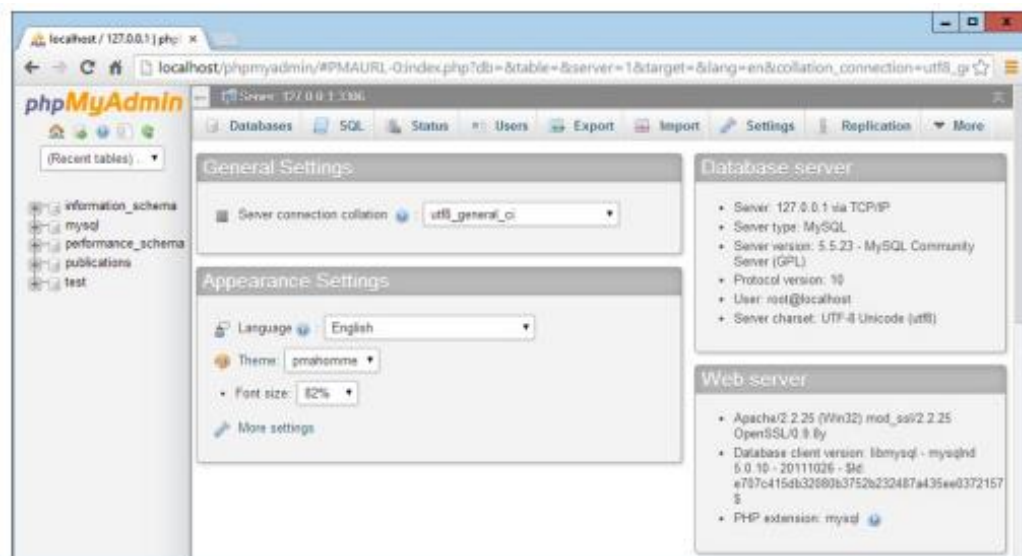 localhost / 127.0.0.1 | php
localhost/phpmyadmin/#PMAURL-0:index.php?db=&table=&server=1&target=&lang=en&collation_connection=utf8_ge
phpMyAdmin
(Recent tables) ...
information_schema
mysql
performance_schema
publications
test
Server: 127.0.0.1:3306
Databases SQL Status Users Export Import Settings Replication More
General Settings
Server connection collation : utf8_general_ci
Appearance Settings
Language : English
Theme: pmahomme
Font size: 82%
More settings
Database server
Server: 127.0.0.1 via TCP/IP
Server type: MySQL
Server version: 5.5.23 - MySQL Community
Server (GPL)
Protocol version: 10
User: root@localhost
Server charset: UTF-8 Unicode (utf8)
Web server
Apache/2.2.25 (Win32) mod_ssl/2.2.25
OpenSSL/0.9.8y
Database client version: libmysql - mysqlnd
5.0.10 - 20111026 - $Id:
e707c415db32080b3752b232487a435ee0372157
$
PHP extension: mysql